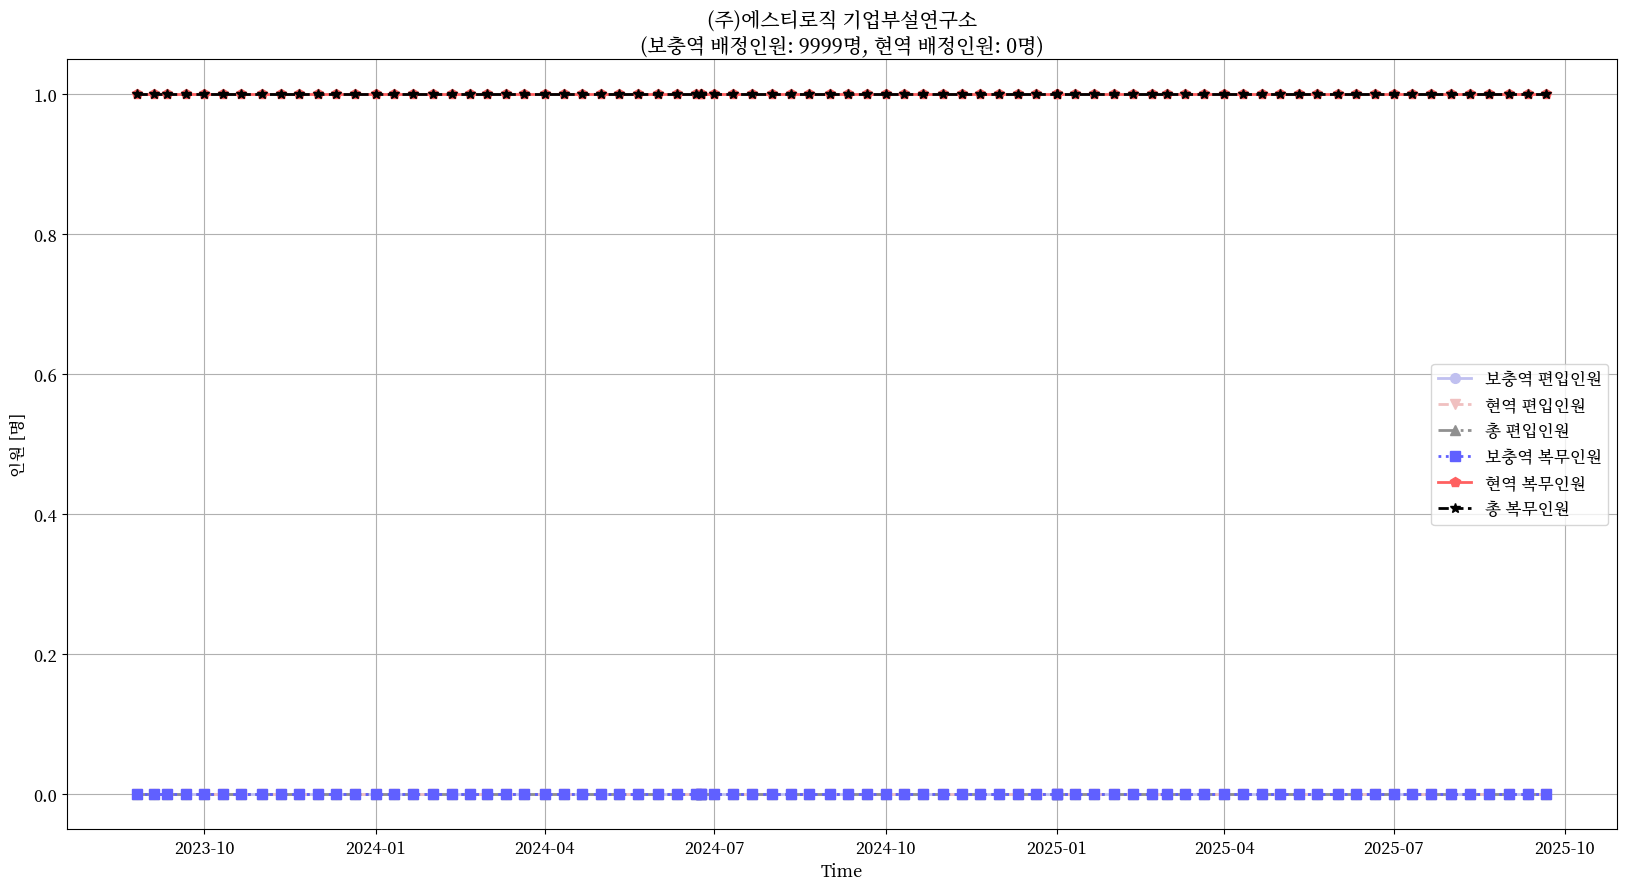 (주)에스티로직 기업부설연구소
(보충역 배정인원: 9999명, 현역 배정인원: 0명)
1.0
0.8
0.6
0.4
0.2
0.0
인원 [명]
보충역 편입인원
현역 편입인원
총 편입인원
보충역 복무인원
현역 복무인원
총 복무인원
2023-10
2024-01
2024-04
2024-07
2024-10
2025-01
2025-04
2025-07
2025-10
Time